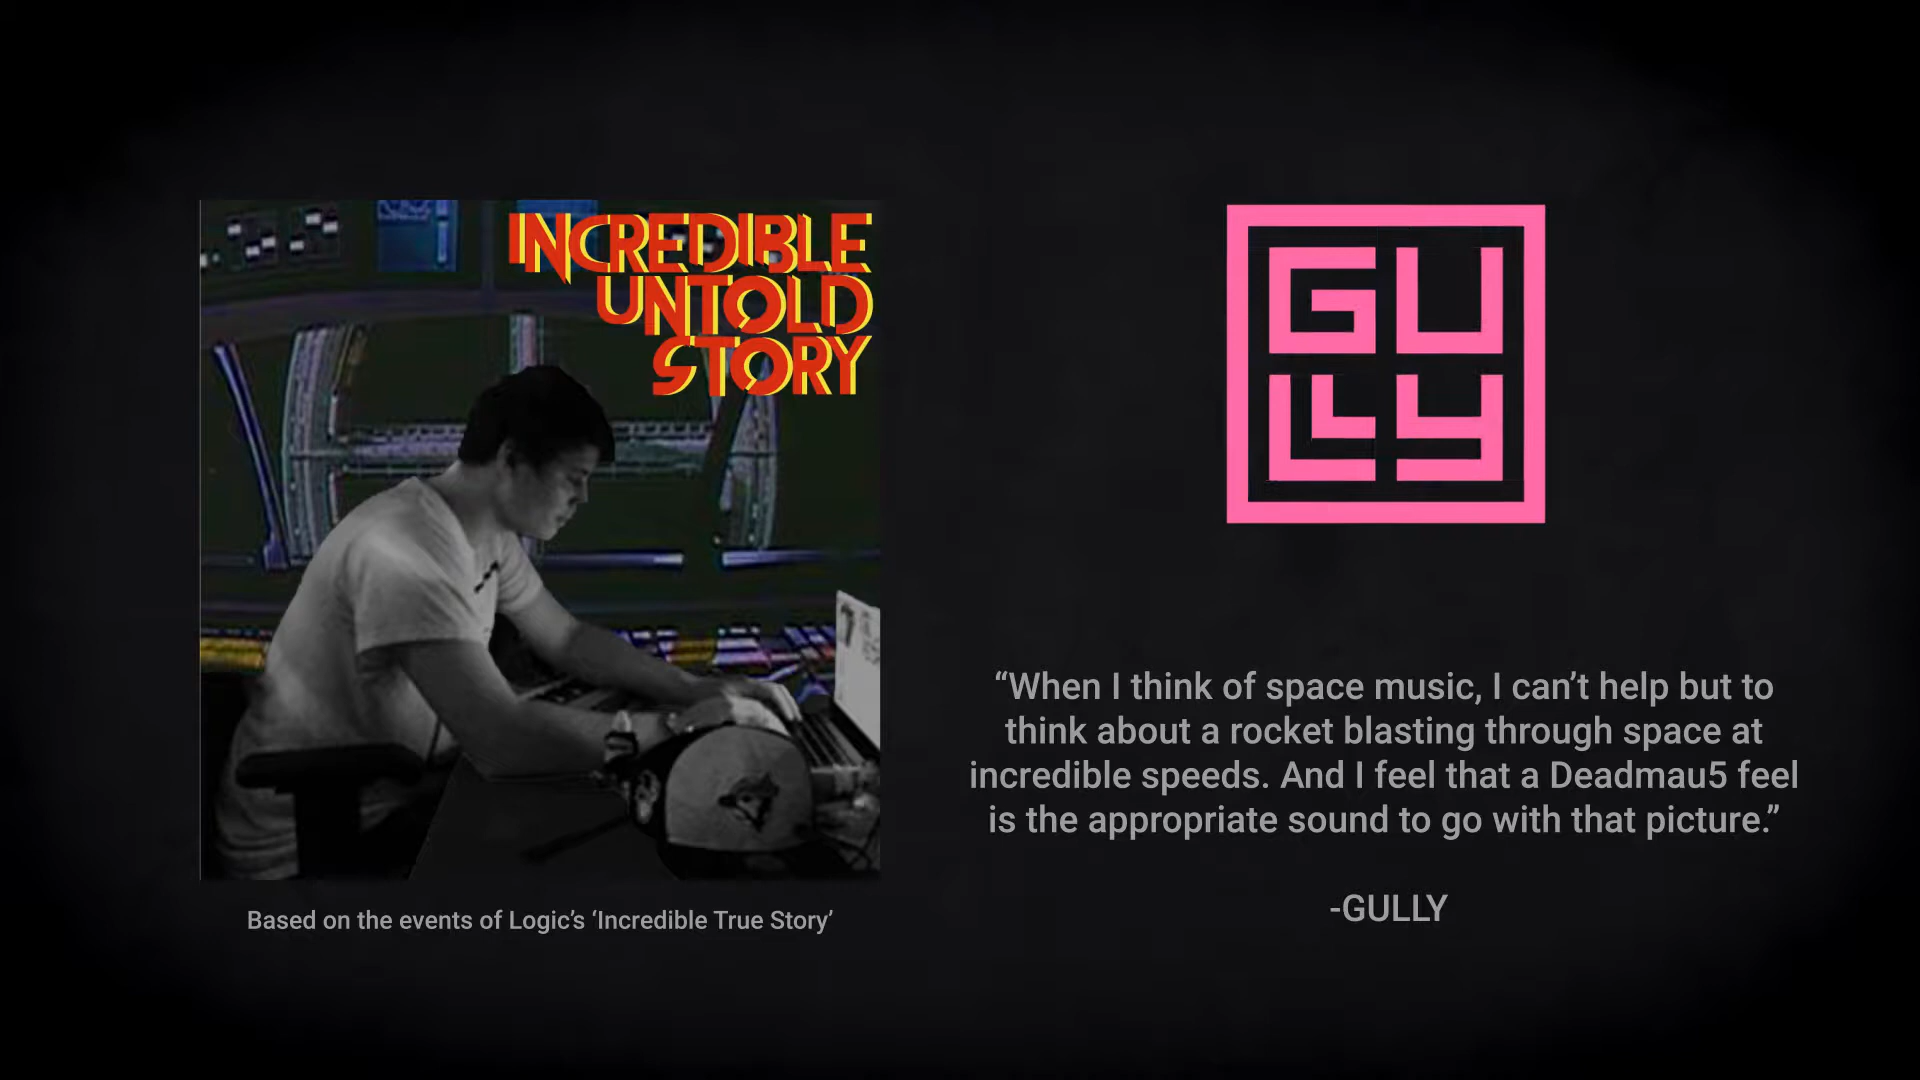 INCREDIBLE
UNTOLD
STORY
Based on the events of Logic’s ‘Incredible True Story’
GU
LLY
“When I think of space music, I can’t help but to
think about a rocket blasting through space at
incredible speeds. And I feel that a Deadmau5 feel
is the appropriate sound to go with that picture.”
-GULLY